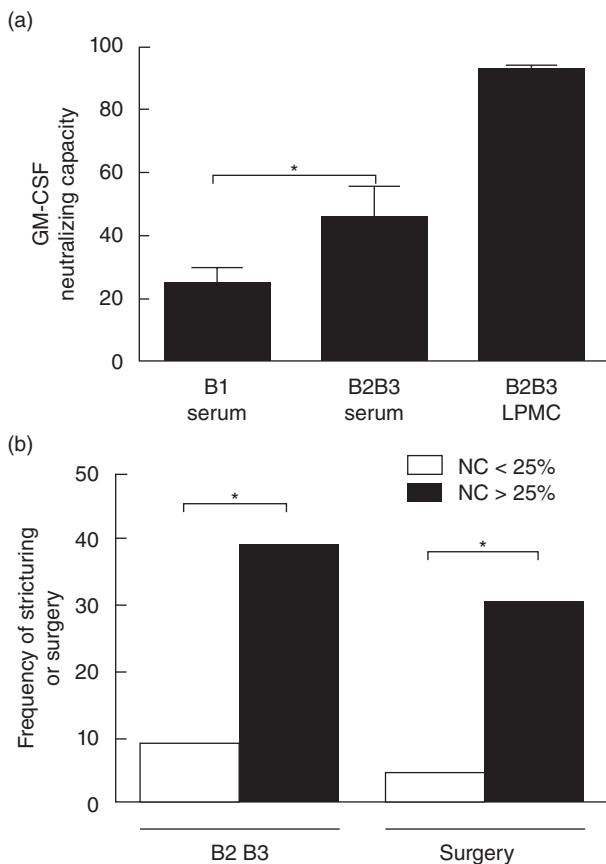 (a)
GM-CSF
neutralizing capacity
100
80
60
40
20
0
*
B1
serum
B2B3
serum
B2B3
LPMC
(b)
Frequency of stricturing
or surgery
50
40
30
20
10
0
NC < 25%
NC > 25%
*
*
B2 B3
Surgery